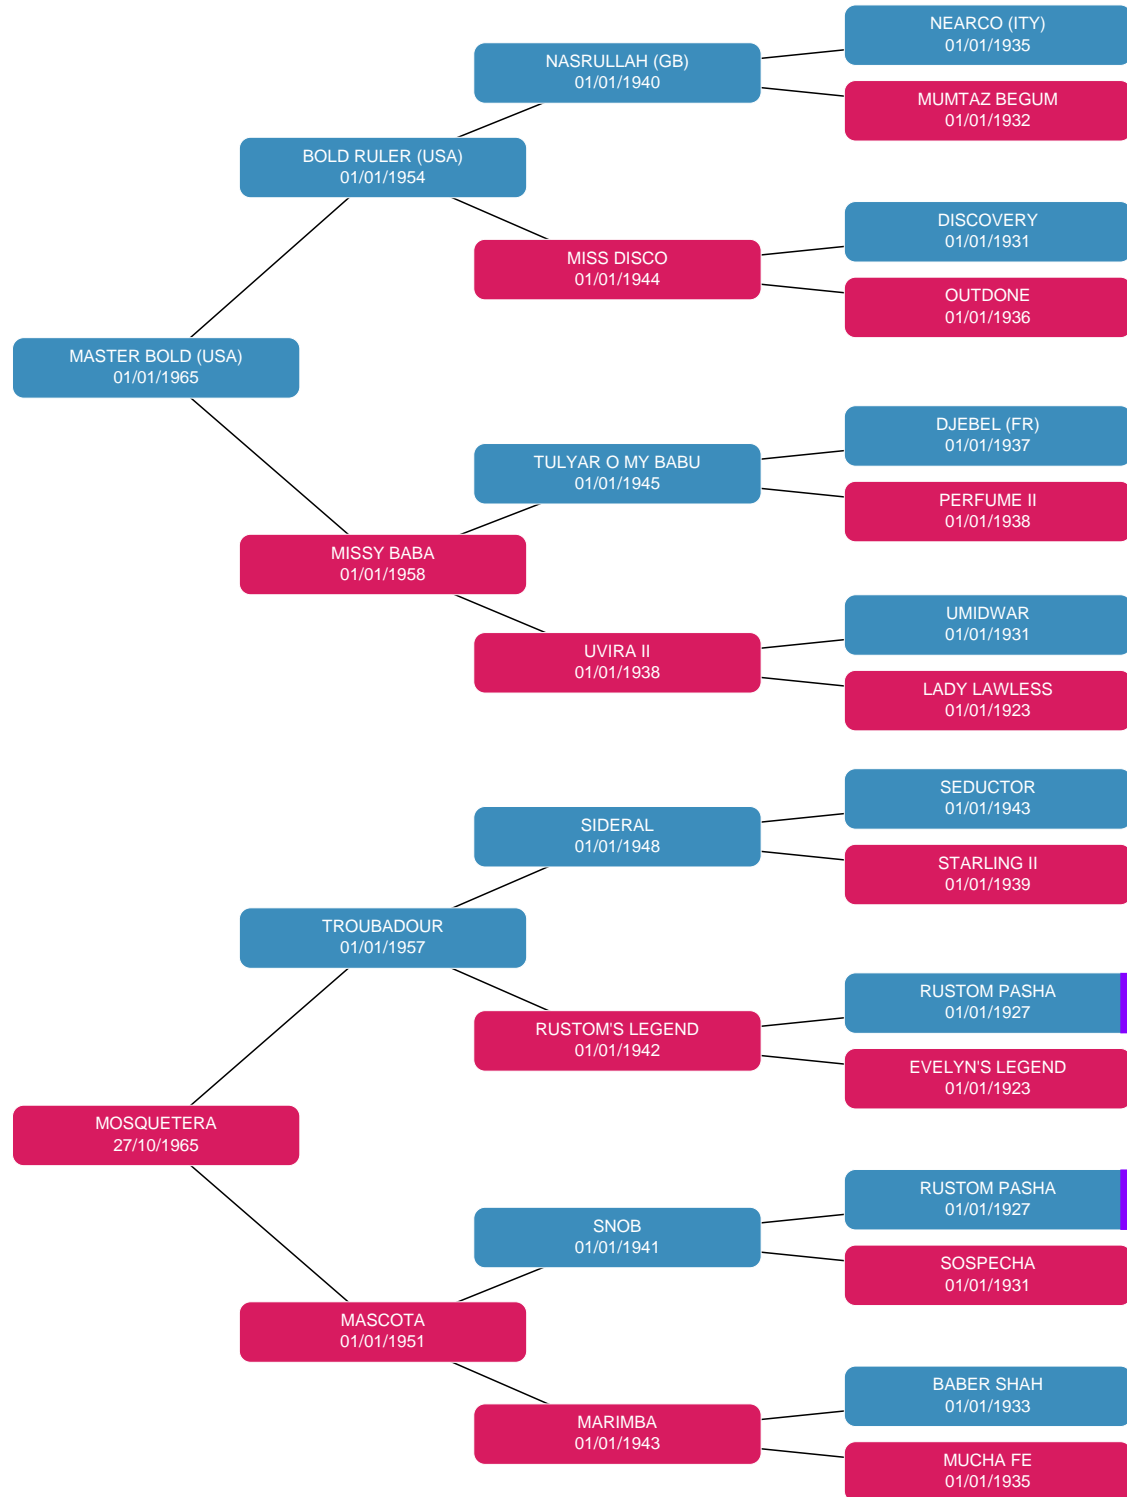 NEARCO (ITY)
01/01/1935
NASRULLAH (GB)
01/01/1940
MUMTAZ BEGUM
01/01/1932
BOLD RULER (USA)
01/01/1954
DISCOVERY
01/01/1931
MISS DISCO
01/01/1944
OUTDONE
01/01/1936
MASTER BOLD (USA)
01/01/1965
DJEBEL (FR)
01/01/1937
TULYAR O MY BABU
01/01/1945
PERFUME II
01/01/1938
MISSY BABA
01/01/1958
UMIDWAR
01/01/1931
UVIRA II
01/01/1938
LADY LAWLESS
01/01/1923
SEDUCTOR
01/01/1943
SIDERAL
01/01/1948
STARLING II
01/01/1939
TROUBADOUR
01/01/1957
RUSTOM PASHA
01/01/1927
RUSTOM'S LEGEND
01/01/1942
EVELYN'S LEGEND
01/01/1923
MOSQUETERA
27/10/1965
RUSTOM PASHA
01/01/1927
SNOB
01/01/1941
SOSPECHA
01/01/1931
MASCOTA
01/01/1951
BABER SHAH
01/01/1933
MARIMBA
01/01/1943
MUCHA FE
01/01/1935